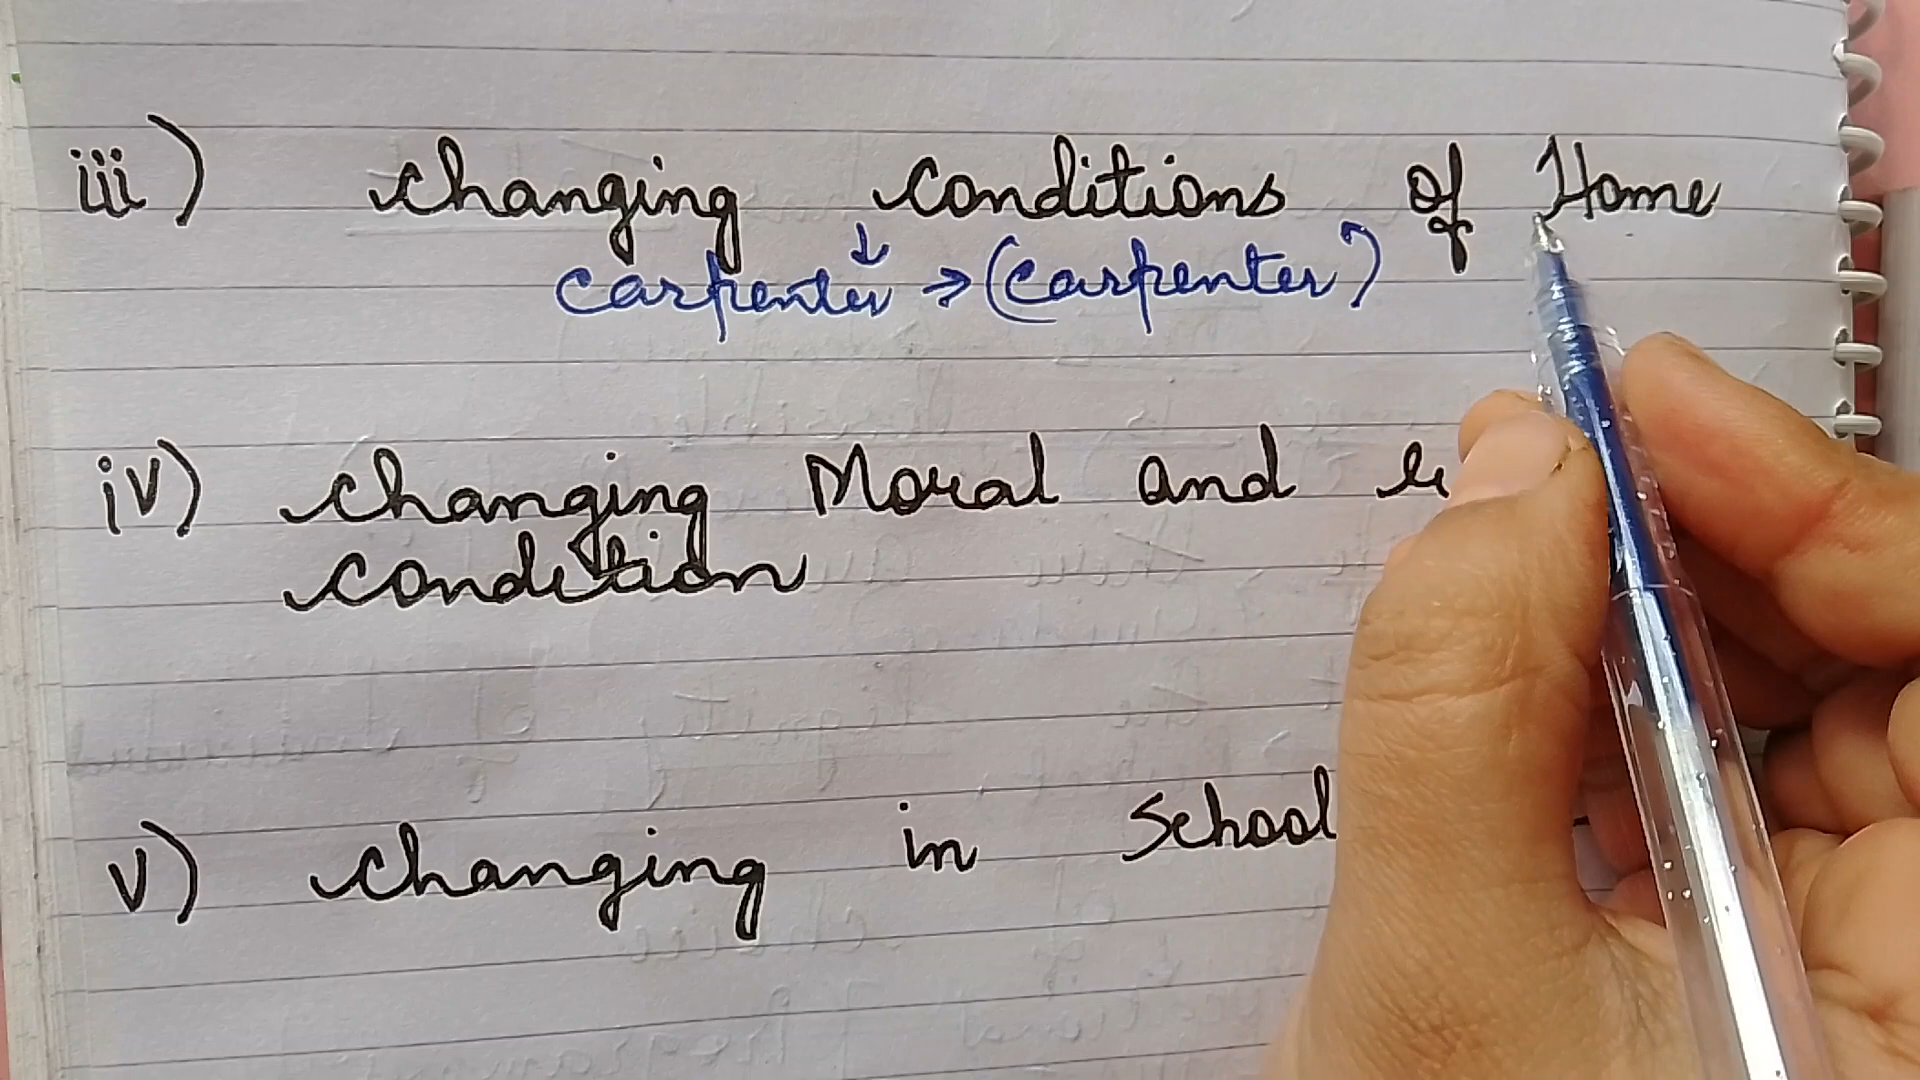 iii) changing conditions of Home
carpenter → (carpenter)
iv) changing Moral and
condition
v) changing in School